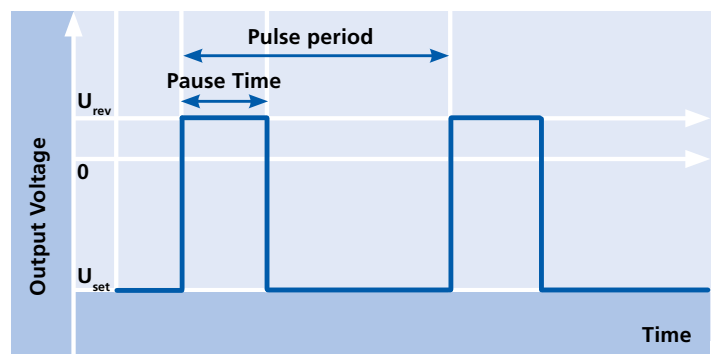 Pulse period
Pause Time
Urev
0
Uset
Output Voltage
Time